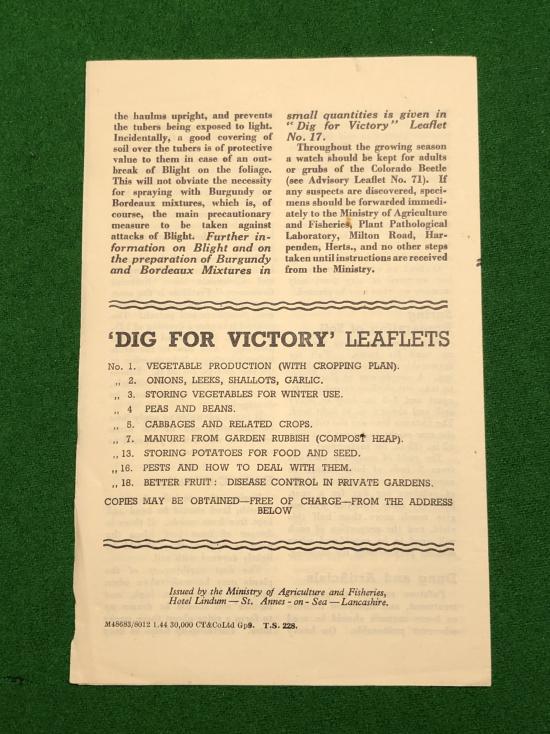 the haulms upright, and prevents
the tubers being exposed to light.
Incidentally, a good covering of
soil over the tubers is of protective
value to them in case of an out-
break of Blight on the foliage.
This will not obviate the necessity
for spraying with Burgundy or
Bordeaux mixtures, which is, of
course, the main precautionary
measure to be taken against
attacks of Blight. Further in-
formation on Blight and on
the preparation of Burgundy
and Bordeaux Mixtures in
small quantities is given in
"Dig for Victory" Leaflet
No. 17.
Throughout the growing season
a watch should be kept for adults
or grubs of the Colorado Beetle
(see Advisory Leaflet No. 71). If
any suspects are discovered, speci-
mens should be forwarded immedi-
ately to the Ministry of Agriculture
and Fisheries, Plant Pathological
Laboratory, Milton Road, Har-
penden, Herts., and no other steps
taken until instructions are received
from the Ministry.
'DIG FOR VICTORY' LEAFLETS
No. 1. VEGETABLE PRODUCTION (WITH CROPPING PLAN).
,, 2. ONIONS, LEEKS, SHALLOTS, GARLIC.
,, 3. STORING VEGETABLES FOR WINTER USE.
,, 4 PEAS AND BEANS.
,, 5. CABBAGES AND RELATED CROPS.
,, 7. MANURE FROM GARDEN RUBBISH (COMPOST HEAP).
,, 13. STORING POTATOES FOR FOOD AND SEED.
,, 16. PESTS AND HOW TO DEAL WITH THEM.
,, 18. BETTER FRUIT: DISEASE CONTROL IN PRIVATE GARDENS.
COPIES MAY BE OBTAINED—FREE OF CHARGE—FROM THE ADDRESS
BELOW
Issued by the Ministry of Agriculture and Fisheries,
Hotel Lindum — St. Annes - on - Sea — Lancashire.
M48683/8012 1.44 30,000 CT&CoLtd Gp9. T.S. 228.